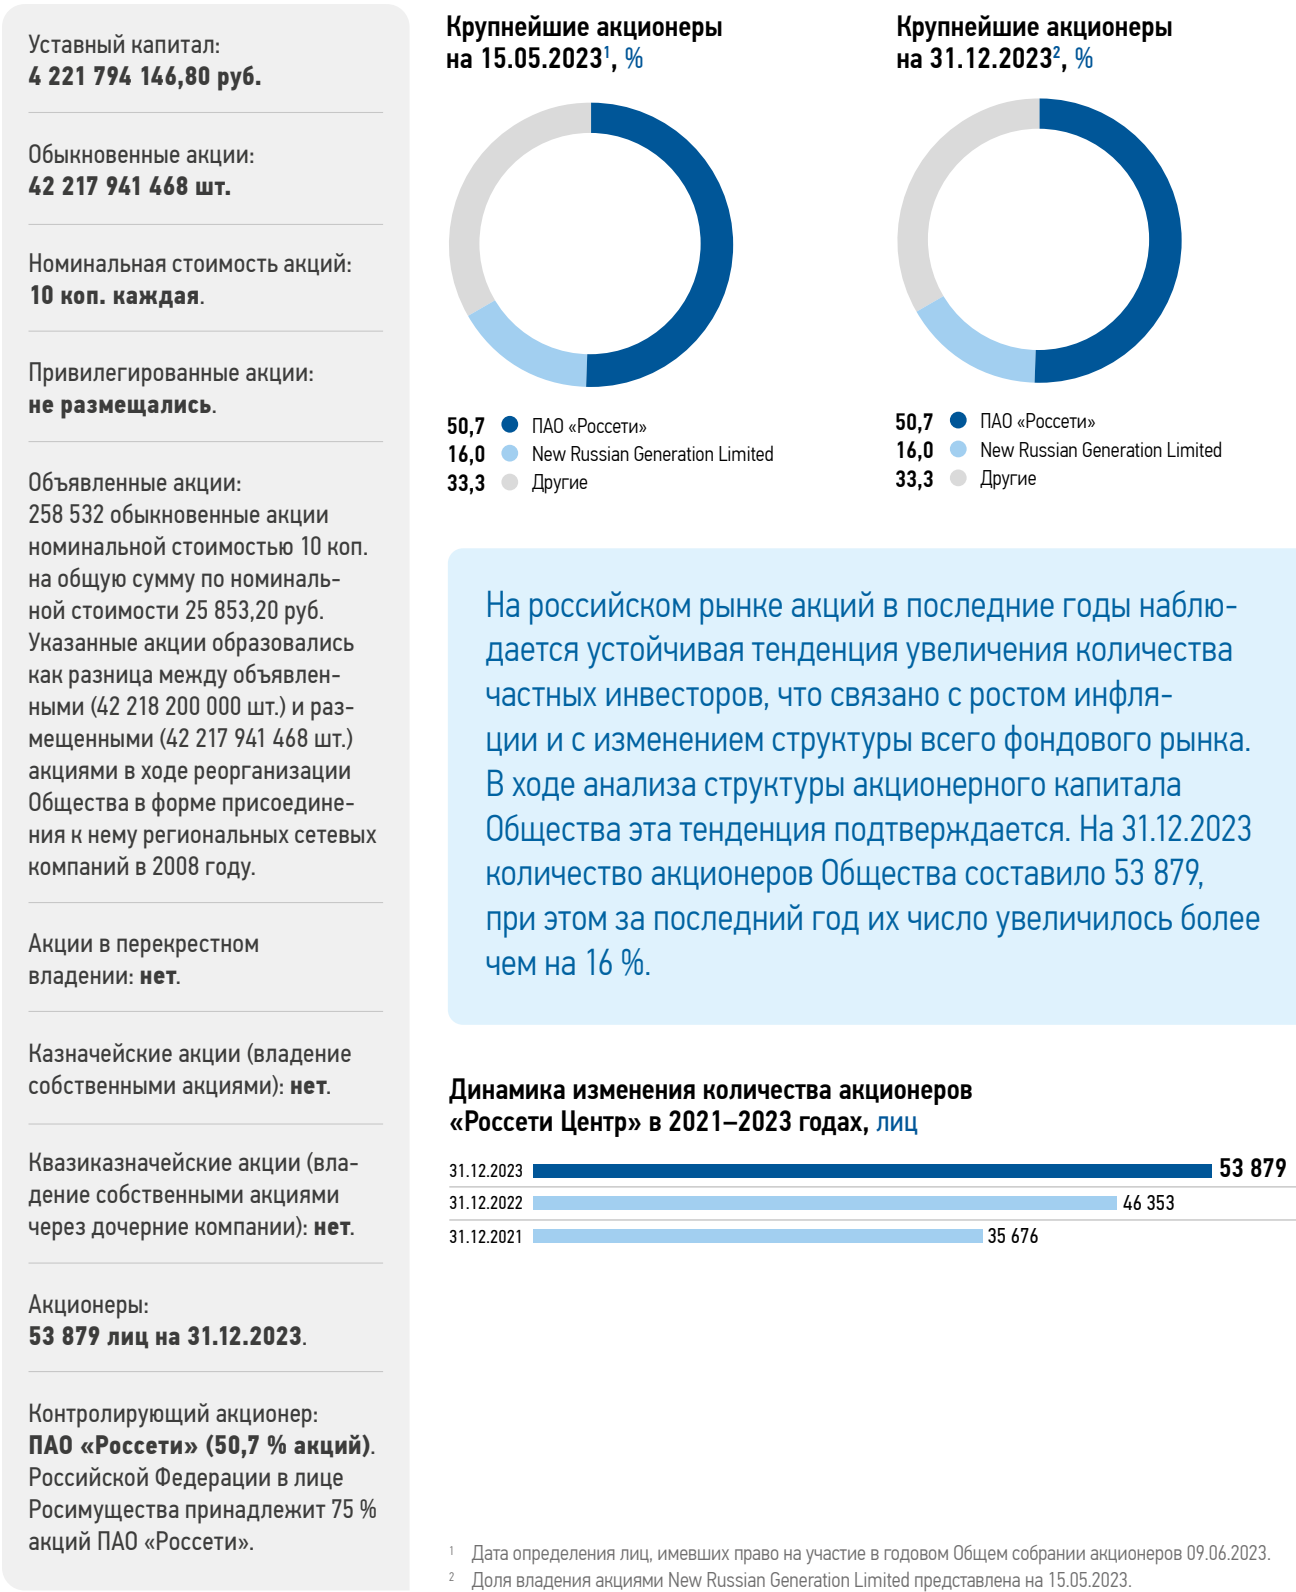 Уставный капитал:
4 221 794 146,80 руб.
Обыкновенные акции:
42 217 941 468 шт.
Номинальная стоимость акций:
10 коп. каждая.
Привилегированные акции:
не размещались.
Объявленные акции:
258 532 обыкновенные акции
номинальной стоимостью 10 коп.
на общую сумму по номиналь-
ной стоимости 25 853,20 руб.
Указанные акции образовались
как разница между объявлен-
ными (42 218 200 000 шт.) и раз-
мещенными (42 217 941 468 шт.)
акциями в ходе реорганизации
Общества в форме присоедине-
ния к нему региональных сетевых
компаний в 2008 году.
Акции в перекрестном
владении: нет.
Казначейские акции (владение
собственными акциями): нет.
Квазиказначейские акции (вла-
дение собственными акциями
через дочерние компании): нет.
Акционеры:
53 879 лиц на 31.12.2023.
Контролирующий акционер:
ПАО «Россети» (50,7 % акций).
Российской Федерации в лице
Росимущества принадлежит 75 %
акций ПАО «Россети».
Крупнейшие акционеры
на 15.05.2023¹, %
50,7 ПАО «Россети»
16,0 New Russian Generation Limited
33,3 Другие
Крупнейшие акционеры
на 31.12.2023², %
50,7 ПАО «Россети»
16,0 New Russian Generation Limited
33,3 Другие
На российском рынке акций в последние годы наблю-
дается устойчивая тенденция увеличения количества
частных инвесторов, что связано с ростом инфля-
ции и с изменением структуры всего фондового рынка.
В ходе анализа структуры акционерного капитала
Общества эта тенденция подтверждается. На 31.12.2023
количество акционеров Общества составило 53 879,
при этом за последний год их число увеличилось более
чем на 16 %.
Динамика изменения количества акционеров
«Россети Центр» в 2021–2023 годах, лиц
31.12.2023 53 879
31.12.2022 46 353
31.12.2021 35 676
¹ Дата определения лиц, имевших право на участие в годовом Общем собрании акционеров 09.06.2023.
² Доля владения акциями New Russian Generation Limited представлена на 15.05.2023.